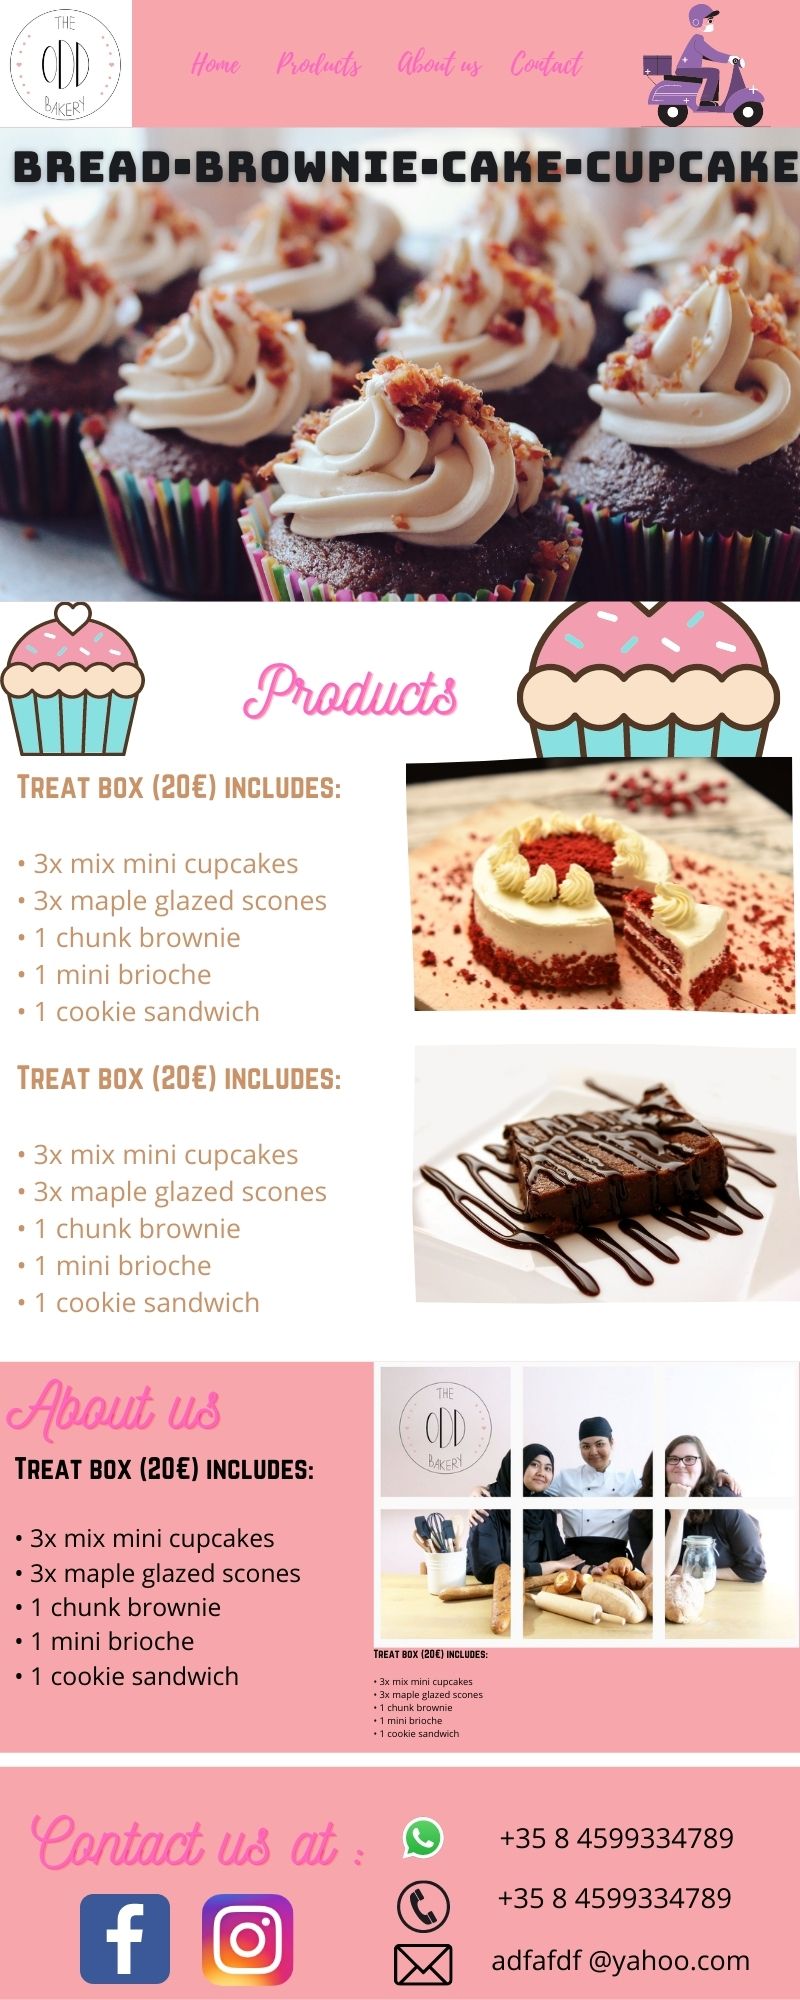 THE
ODD
BAKERY
Home Products About us Contact
BREAD▪BROWNIE▪CAKE▪CUPCAKE
Products
TREAT BOX (20€) INCLUDES:
• 3x mix mini cupcakes
• 3x maple glazed scones
• 1 chunk brownie
• 1 mini brioche
• 1 cookie sandwich
TREAT BOX (20€) INCLUDES:
• 3x mix mini cupcakes
• 3x maple glazed scones
• 1 chunk brownie
• 1 mini brioche
• 1 cookie sandwich
About us
TREAT BOX (20€) INCLUDES:
• 3x mix mini cupcakes
• 3x maple glazed scones
• 1 chunk brownie
• 1 mini brioche
• 1 cookie sandwich
THE
ODD
BAKERY
TREAT BOX (20€) INCLUDES:
• 3x mix mini cupcakes
• 3x maple glazed scones
• 1 chunk brownie
• 1 mini brioche
• 1 cookie sandwich
Contact us at :
+35 8 4599334789
+35 8 4599334789
adfafdf @yahoo.com